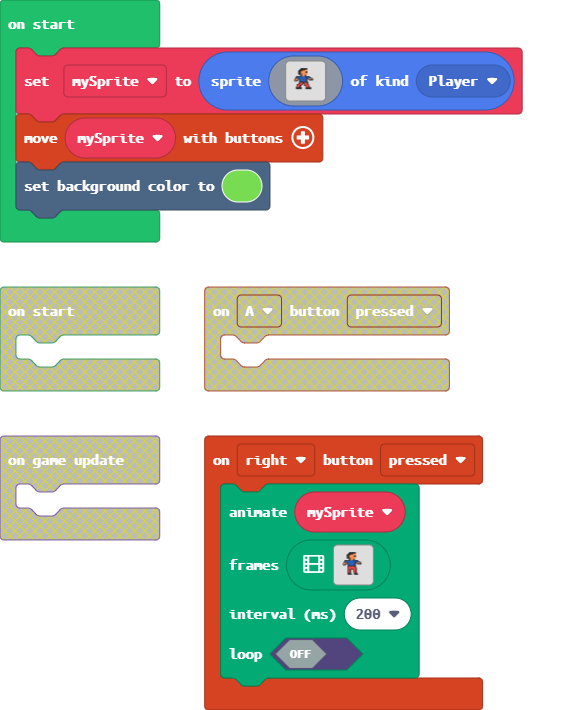 on start
set mySprite to sprite of kind Player
move mySprite with buttons
set background color to
on start
on A button pressed
on game update
on right button pressed
animate mySprite
frames
interval (ms) 200
loop OFF